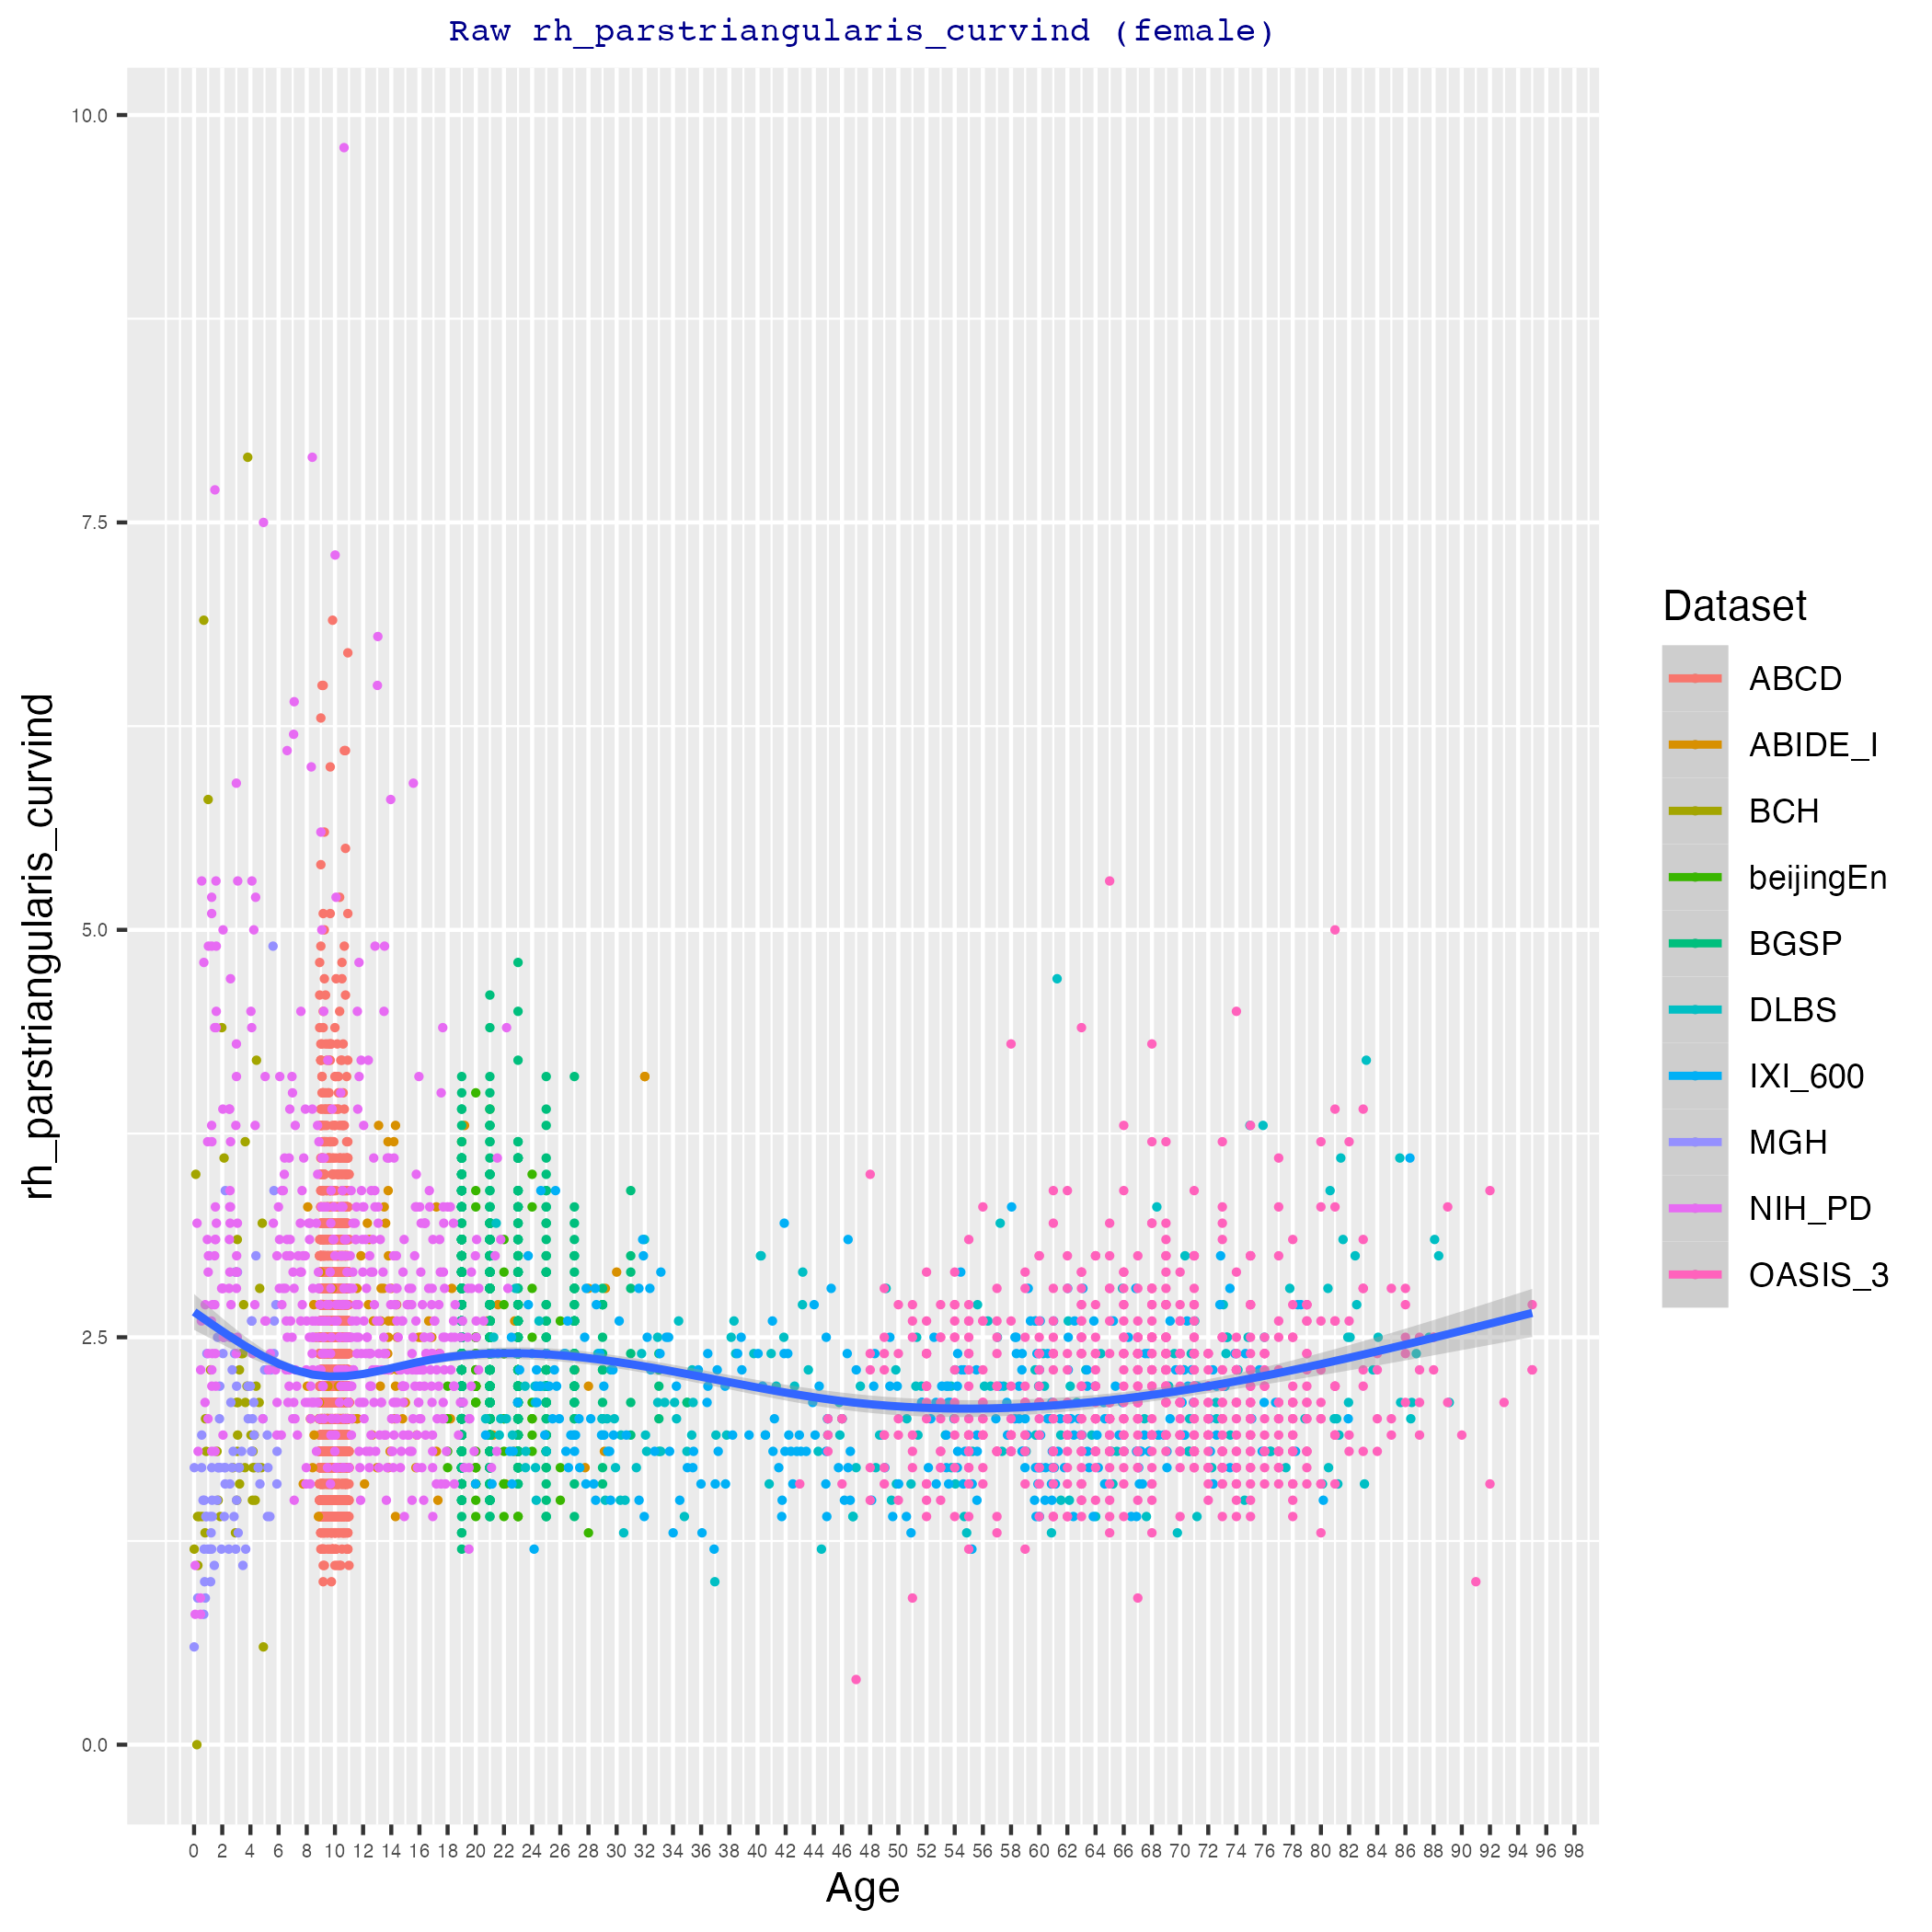 Raw rh_parstriangularis_curvind (female)
10.0
7.5
5.0
2.5
0.0
rh_parstriangularis_curvind
0 2 4 6 8 10 12 14 16 18 20 22 24 26 28 30 32 34 36 38 40 42 44 46 48 50 52 54 56 58 60 62 64 66 68 70 72 74 76 78 80 82 84 86 88 90 92 94 96 98
Age
Dataset
ABCD
ABIDE_I
BCH
beijingEn
BGSP
DLBS
IXI_600
MGH
NIH_PD
OASIS_3